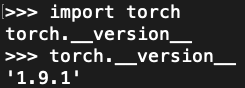 >>> import torch
torch.__version__
>>> torch.__version__
'1.9.1'